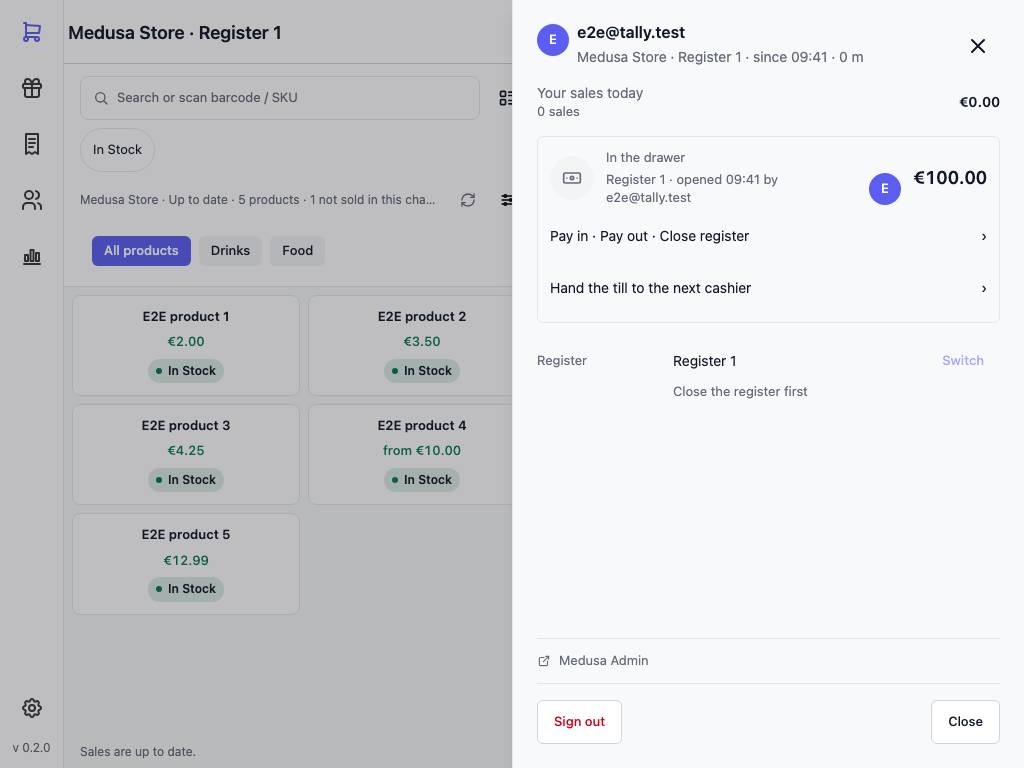 Medusa Store · Register 1
Search or scan barcode / SKU
In Stock
Medusa Store · Up to date · 5 products · 1 not sold in this cha...
All products
Drinks
Food
E2E product 1
€2.00
In Stock
E2E product 2
€3.50
In Stock
E2E product 3
€4.25
In Stock
E2E product 4
from €10.00
In Stock
E2E product 5
€12.99
In Stock
v 0.2.0
Sales are up to date.
E
e2e@tally.test
Medusa Store · Register 1 · since 09:41 · 0 m
Your sales today
0 sales
€0.00
In the drawer
Register 1 · opened 09:41 by
e2e@tally.test
E
€100.00
Pay in · Pay out · Close register
Hand the till to the next cashier
Register
Register 1
Switch
Close the register first
Medusa Admin
Sign out
Close